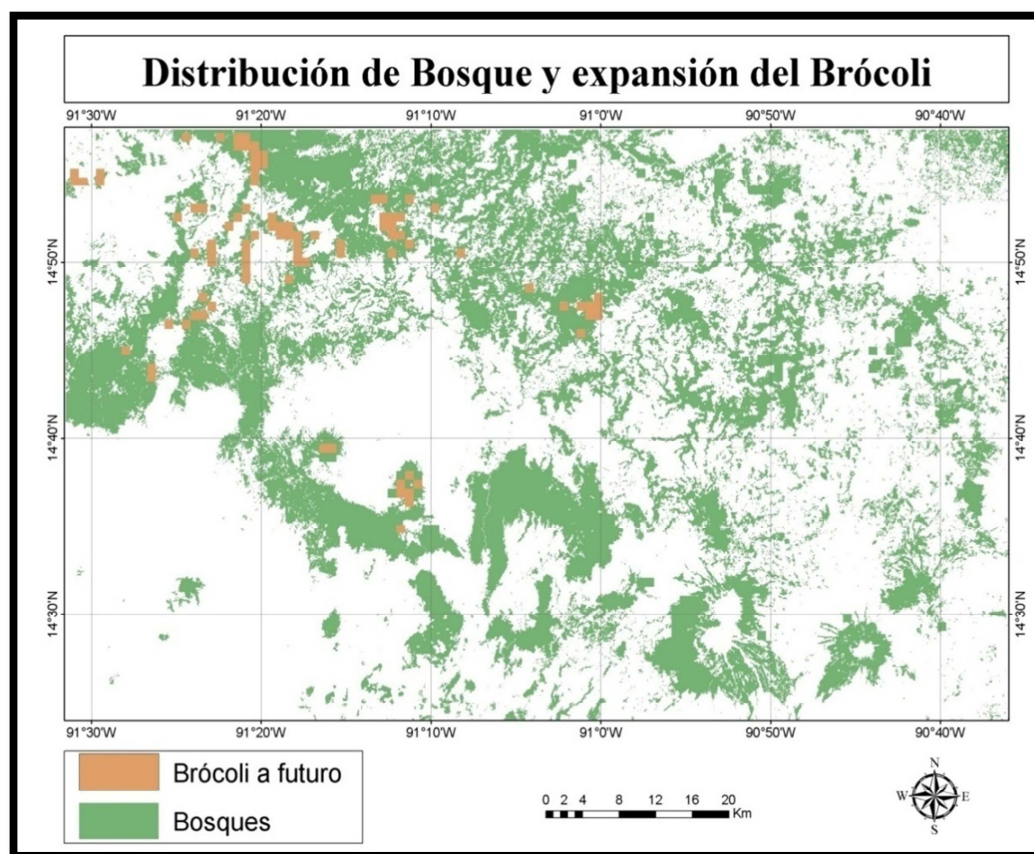 Distribución de Bosque y expansión del Brócoli
91°30'W 91°20'W 91°10'W 91°0'W 90°50'W 90°40'W
14°50'N 14°50'N
14°40'N 14°40'N
14°30'N 14°30'N
91°30'W 91°20'W 91°10'W 91°0'W 90°50'W 90°40'W
Brócoli a futuro
Bosques
0 2 4 8 12 16 20
Km
N
W E
S